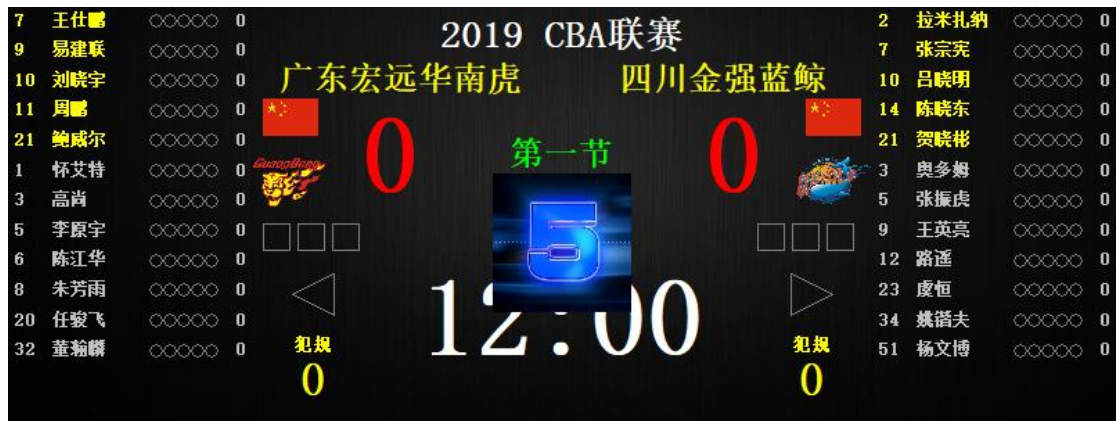 2019 CBA联赛
广东宏远华南虎 四川金强蓝鲸
0 第一节 0
5
12:00
犯规 犯规
0 0
7 王仕鹏 0
9 易建联 0
10 刘晓宇 0
11 周鹏 0
21 鲍威尔 0
1 怀艾特 0
3 高尚 0
5 李原宇 0
6 陈江华 0
8 朱芳雨 0
20 任骏飞 0
32 董瀚麟 0
GuangDong
2 拉米扎纳 0
7 张宗宪 0
10 吕晓明 0
14 陈晓东 0
21 贺晓彬 0
3 奥多姆 0
5 张振虎 0
9 王英亮 0
12 路遥 0
23 虞恒 0
34 姚喾夫 0
51 杨文博 0